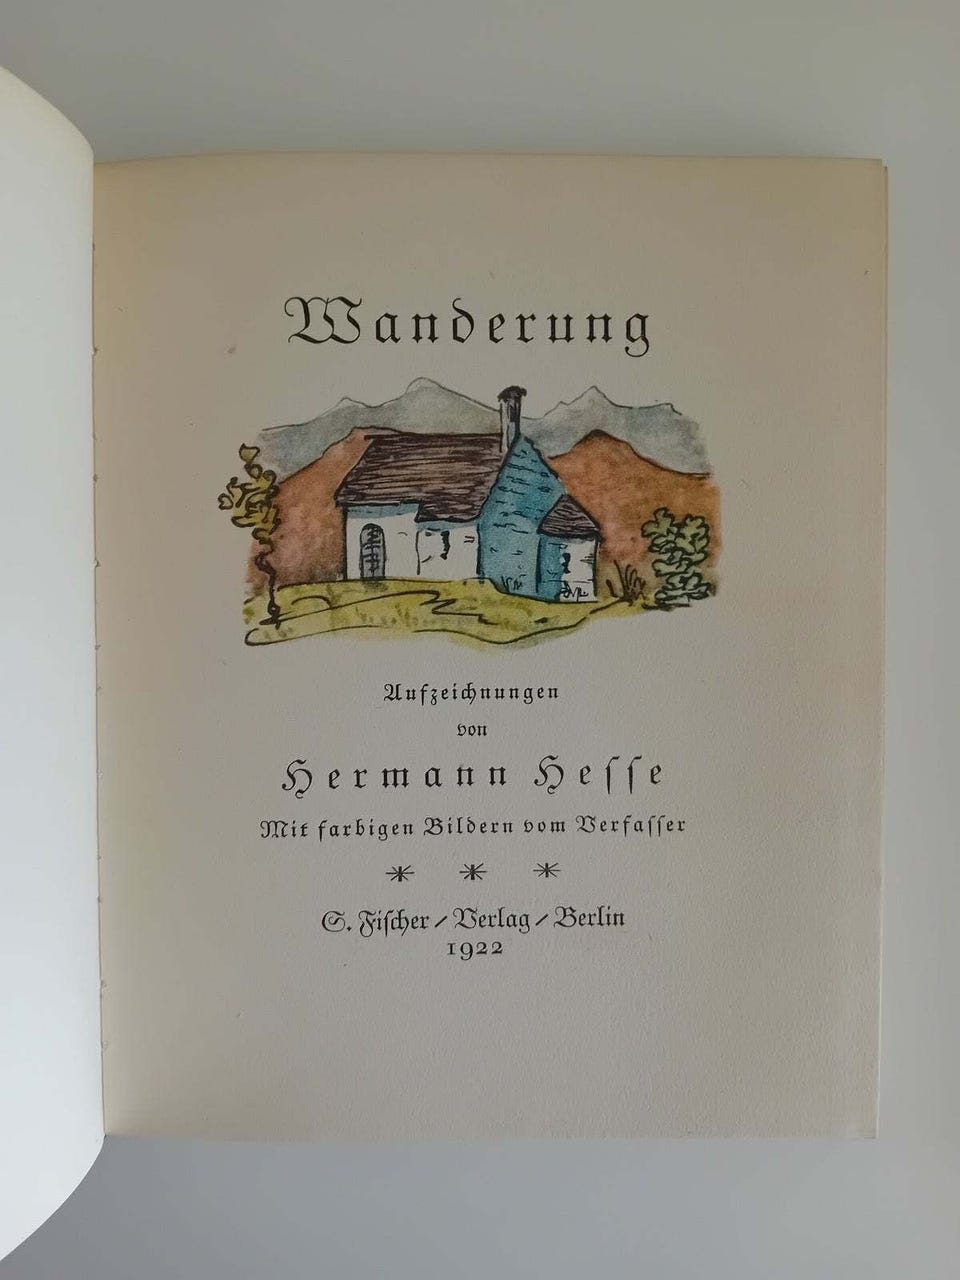 Wanderung
Aufzeichnungen
von
Hermann Heſſe
Mit farbigen Bildern vom Verfaſſer
* * *
S. Fiſcher / Verlag / Berlin
1922